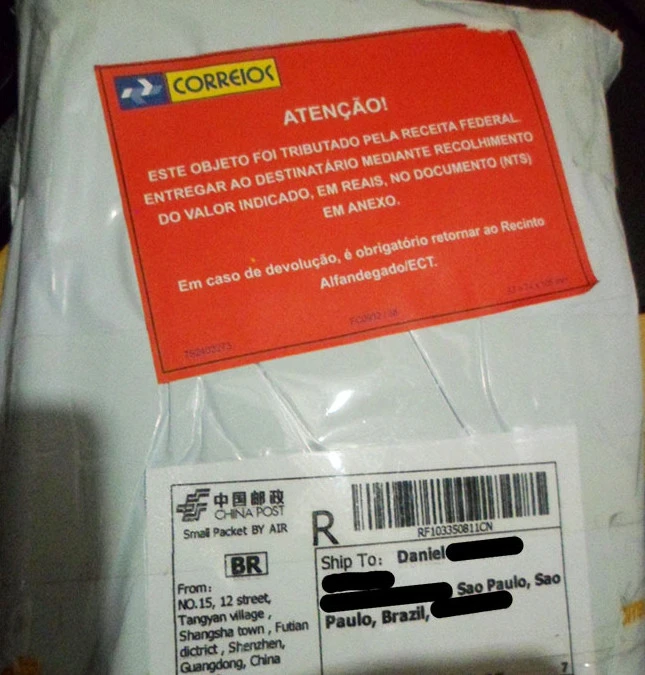 CORREIOS
ATENÇÃO!
ESTE OBJETO FOI TRIBUTADO PELA RECEITA FEDERAL.
ENTREGAR AO DESTINATÁRIO MEDIANTE RECOLHIMENTO
DO VALOR INDICADO, EM REAIS, NO DOCUMENTO (NTS)
EM ANEXO.
Em caso de devolução, é obrigatório retornar ao Recinto
Alfandegado/ECT.
中国邮政
CHINA POST
Small Packet BY AIR
R
RF103350811CN
BR
From:
NO.15, 12 street,
Tangyan village ,
Shangsha town , Futian
dictrict , Shenzhen,
Guangdong, China
Ship To: Daniel
Sao Paulo, Sao
Paulo, Brazil,
7